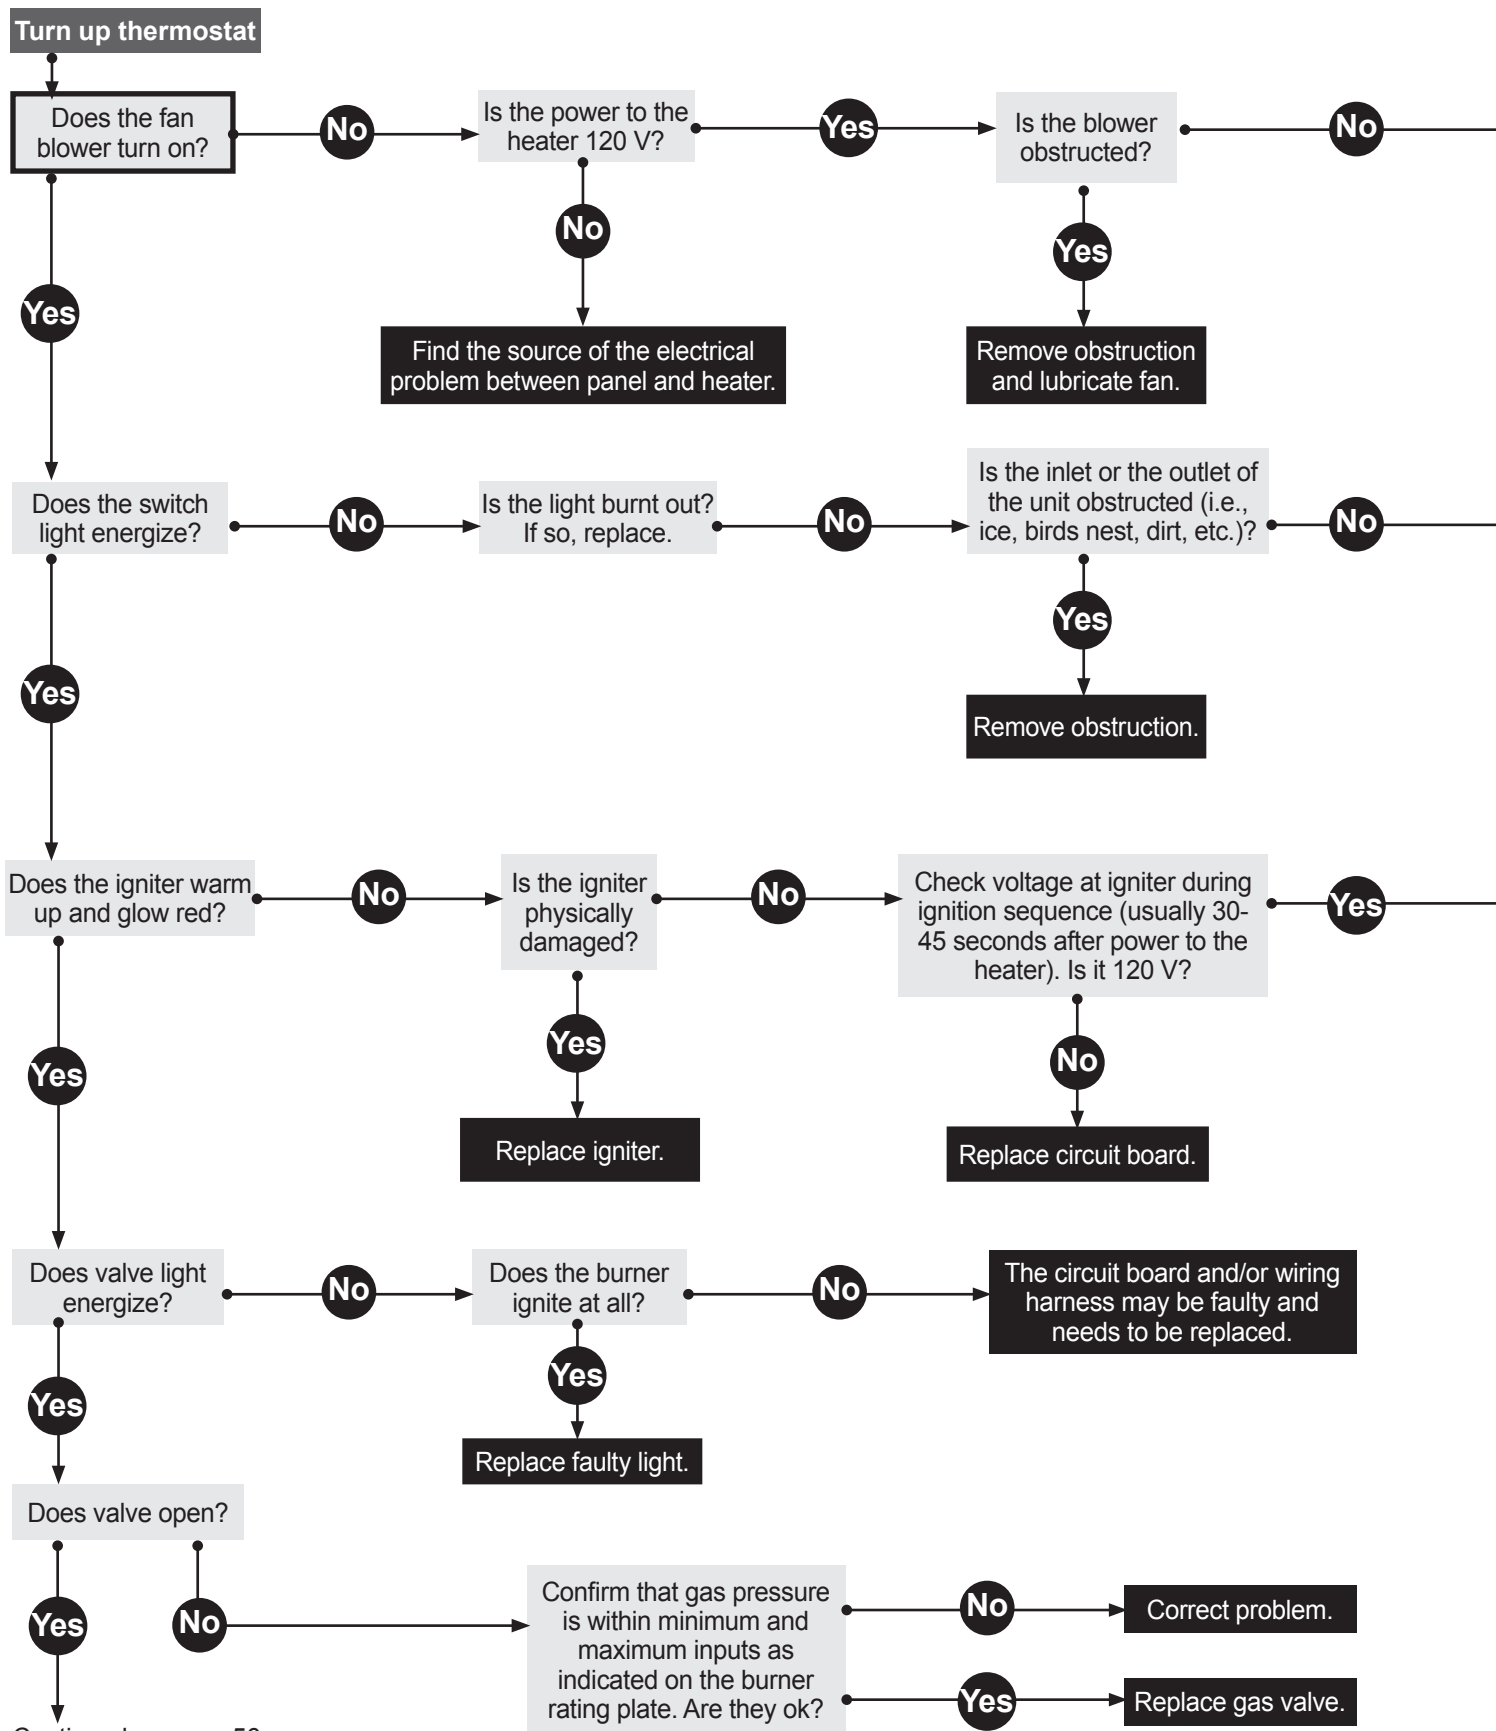 Turn up thermostat
Does the fan
blower turn on?
No
Is the power to the
heater 120 V?
Yes
Is the blower
obstructed?
No
No
Yes
Yes
Find the source of the electrical
problem between panel and heater.
Remove obstruction
and lubricate fan.
Does the switch
light energize?
No
Is the light burnt out?
If so, replace.
No
Is the inlet or the outlet of
the unit obstructed (i.e.,
ice, birds nest, dirt, etc.)?
No
Yes
Yes
Remove obstruction.
Does the igniter warm
up and glow red?
No
Is the igniter
physically
damaged?
No
Check voltage at igniter during
ignition sequence (usually 30-
45 seconds after power to the
heater). Is it 120 V?
Yes
Yes
Yes
No
Replace igniter.
Replace circuit board.
Does valve light
energize?
No
Does the burner
ignite at all?
No
The circuit board and/or wiring
harness may be faulty and
needs to be replaced.
Yes
Yes
Replace faulty light.
Does valve open?
Yes
No
Confirm that gas pressure
is within minimum and
maximum inputs as
indicated on the burner
rating plate. Are they ok?
No
Correct problem.
Yes
Replace gas valve.